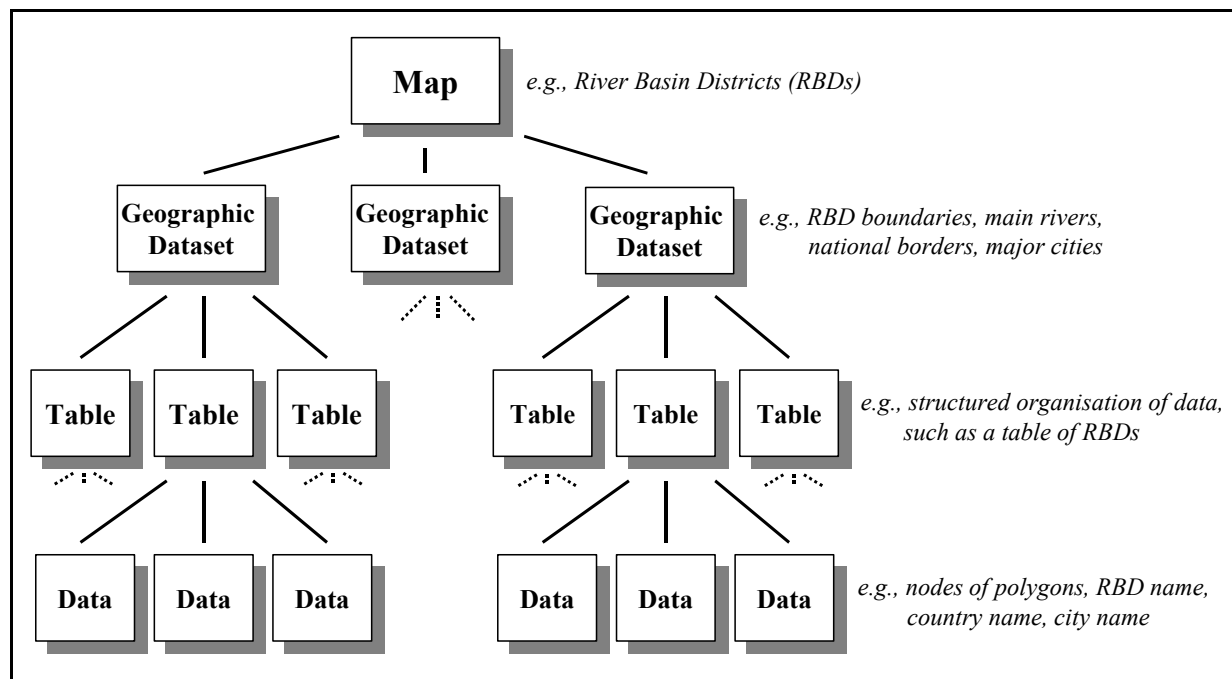 Map
e.g., River Basin Districts (RBDs)
Geographic
Dataset
Geographic
Dataset
Geographic
Dataset
e.g., RBD boundaries, main rivers,
national borders, major cities
Table
Table
Table
Table
Table
Table
e.g., structured organisation of data,
such as a table of RBDs
Data
Data
Data
Data
Data
Data
e.g., nodes of polygons, RBD name,
country name, city name